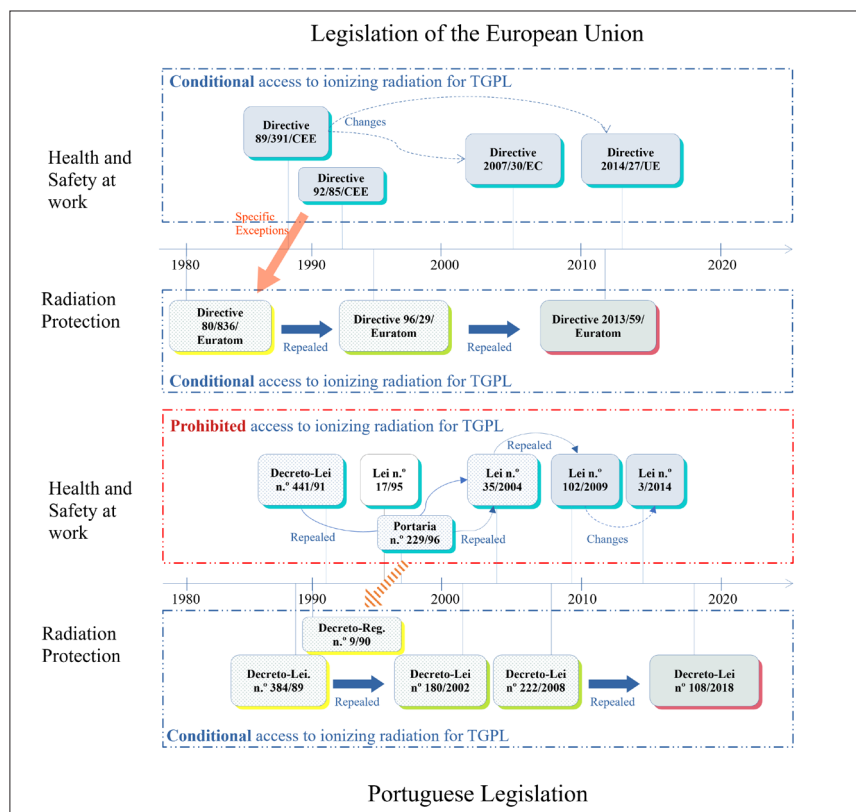 Legislation of the European Union
Conditional access to ionizing radiation for TGPL
Health and
Safety at
work
Directive
89/391/CEE
Changes
Directive
2007/30/EC
Directive
2014/27/UE
Directive
92/85/CEE
Specific
Exceptions
1980
1990
2000
2010
2020
Radiation
Protection
Directive
80/836/
Euratom
Repealed
Directive 96/29/
Euratom
Repealed
Directive 2013/59/
Euratom
Conditional access to ionizing radiation for TGPL
Prohibited access to ionizing radiation for TGPL
Health and
Safety at
work
Decreto-Lei
n.º 441/91
Lei n.º
17/95
Repealed
Lei n.º
35/2004
Lei n.º
102/2009
Lei n.º
3/2014
Repealed
Portaria
n.º 229/96
Repealed
Changes
1980
1990
2000
2010
2020
Radiation
Protection
Decreto-Reg.
n.º 9/90
Decreto-Lei.
n.º 384/89
Repealed
Decreto-Lei
nº 180/2002
Decreto-Lei
nº 222/2008
Repealed
Decreto-Lei
nº 108/2018
Conditional access to ionizing radiation for TGPL
Portuguese Legislation